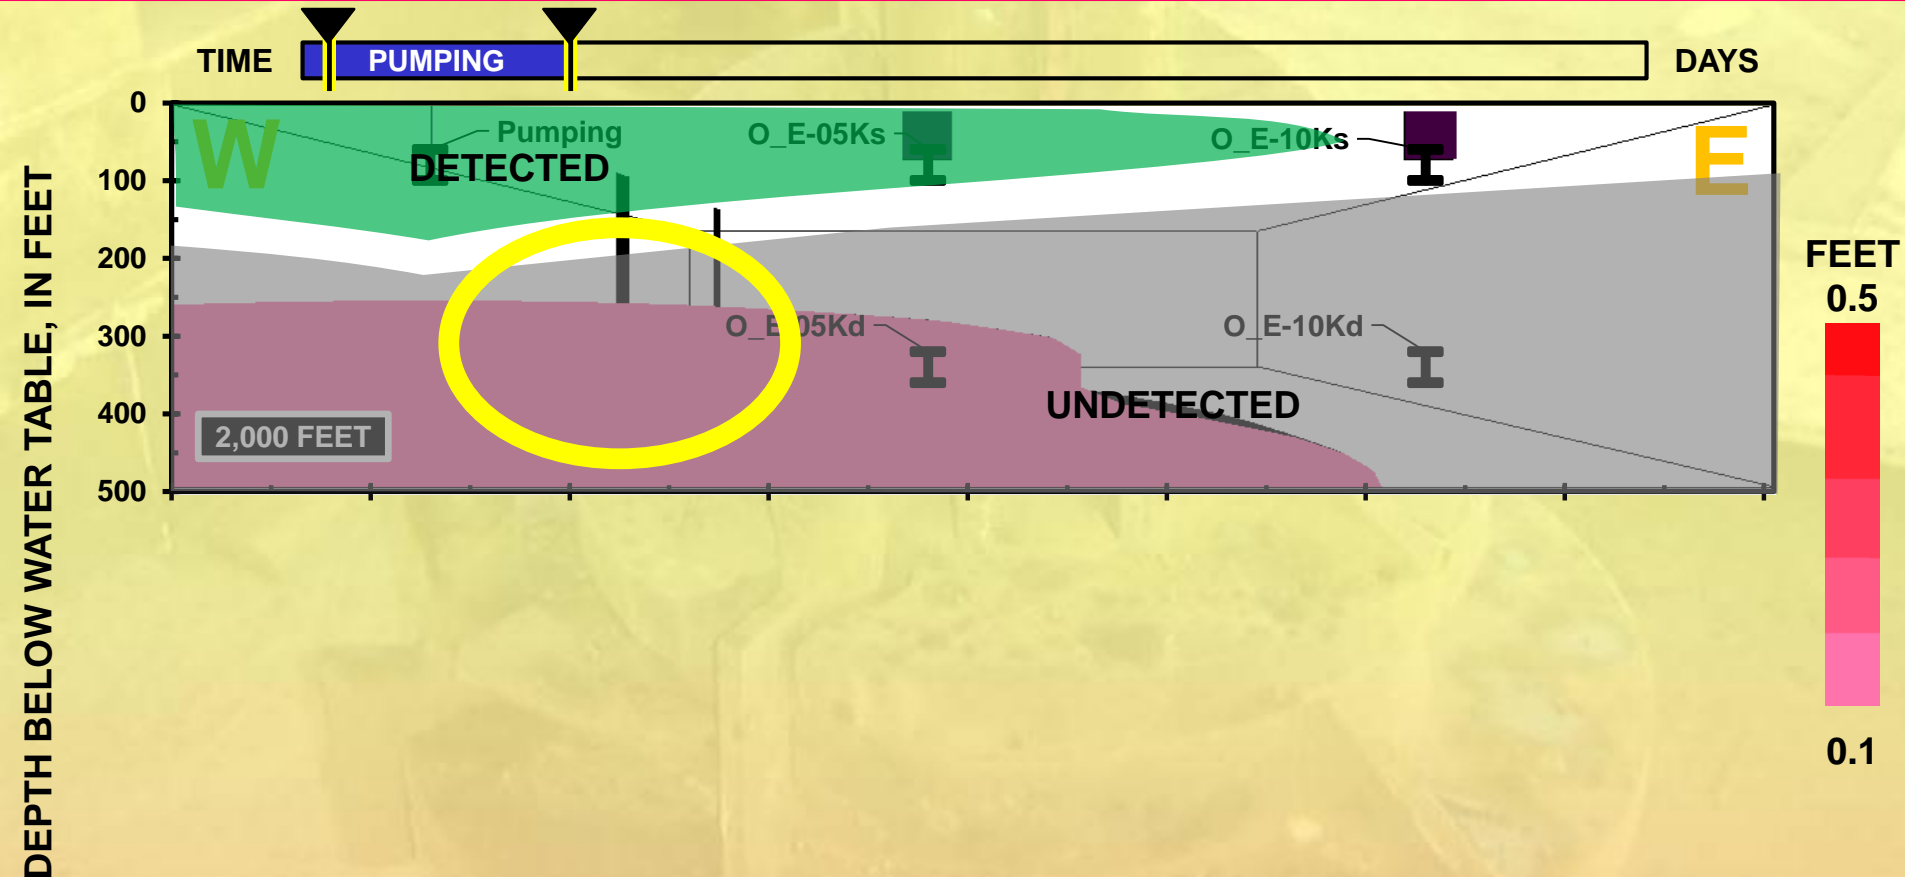 TIME
PUMPING
DAYS
0
100
200
300
400
500
W
E
Pumping
DETECTED
O_E-05Ks
O_E-10Ks
O_E-05Kd
O_E-10Kd
UNDETECTED
2,000 FEET
DEPTH BELOW WATER TABLE, IN FEET
FEET
0.5
0.1